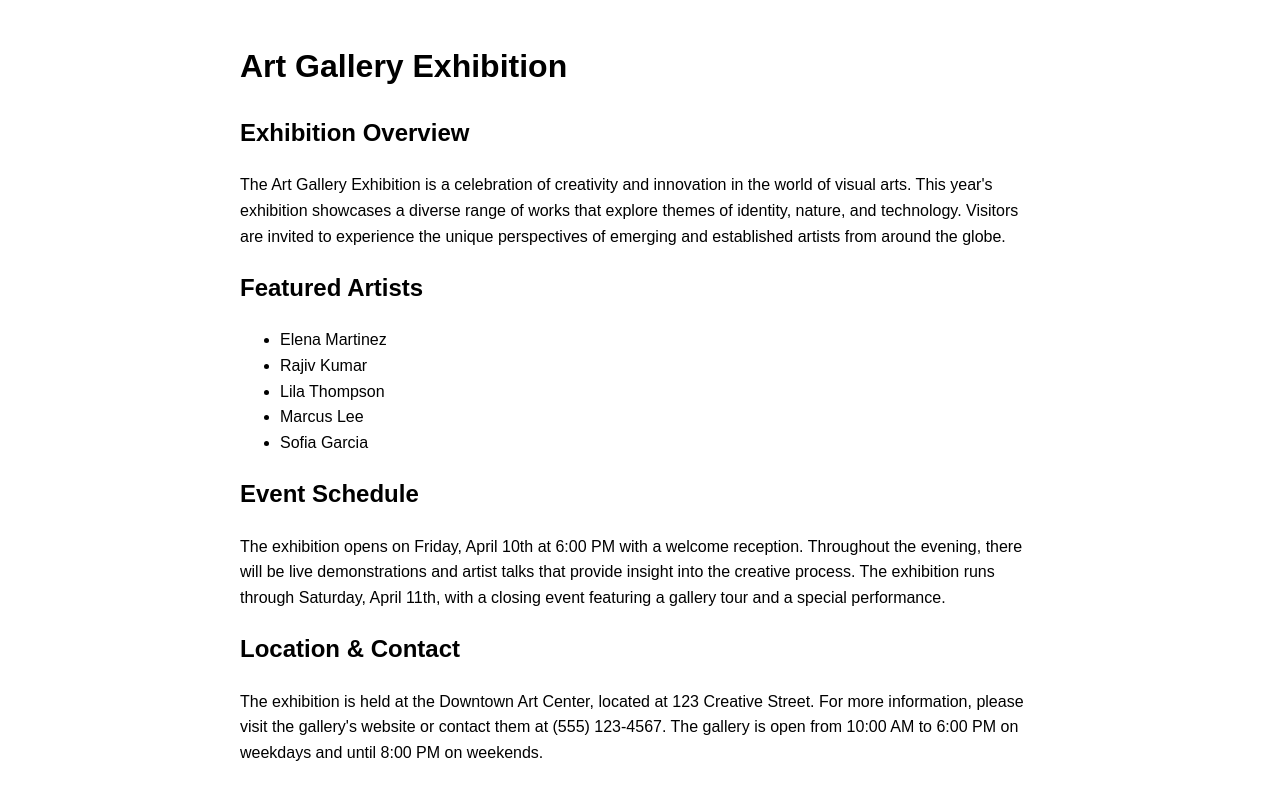 Art Gallery Exhibition
Exhibition Overview
The Art Gallery Exhibition is a celebration of creativity and innovation in the world of visual arts. This year's
exhibition showcases a diverse range of works that explore themes of identity, nature, and technology. Visitors
are invited to experience the unique perspectives of emerging and established artists from around the globe.
Featured Artists
• Elena Martinez
• Rajiv Kumar
• Lila Thompson
• Marcus Lee
• Sofia Garcia
Event Schedule
The exhibition opens on Friday, April 10th at 6:00 PM with a welcome reception. Throughout the evening, there
will be live demonstrations and artist talks that provide insight into the creative process. The exhibition runs
through Saturday, April 11th, with a closing event featuring a gallery tour and a special performance.
Location & Contact
The exhibition is held at the Downtown Art Center, located at 123 Creative Street. For more information, please
visit the gallery's website or contact them at (555) 123-4567. The gallery is open from 10:00 AM to 6:00 PM on
weekdays and until 8:00 PM on weekends.